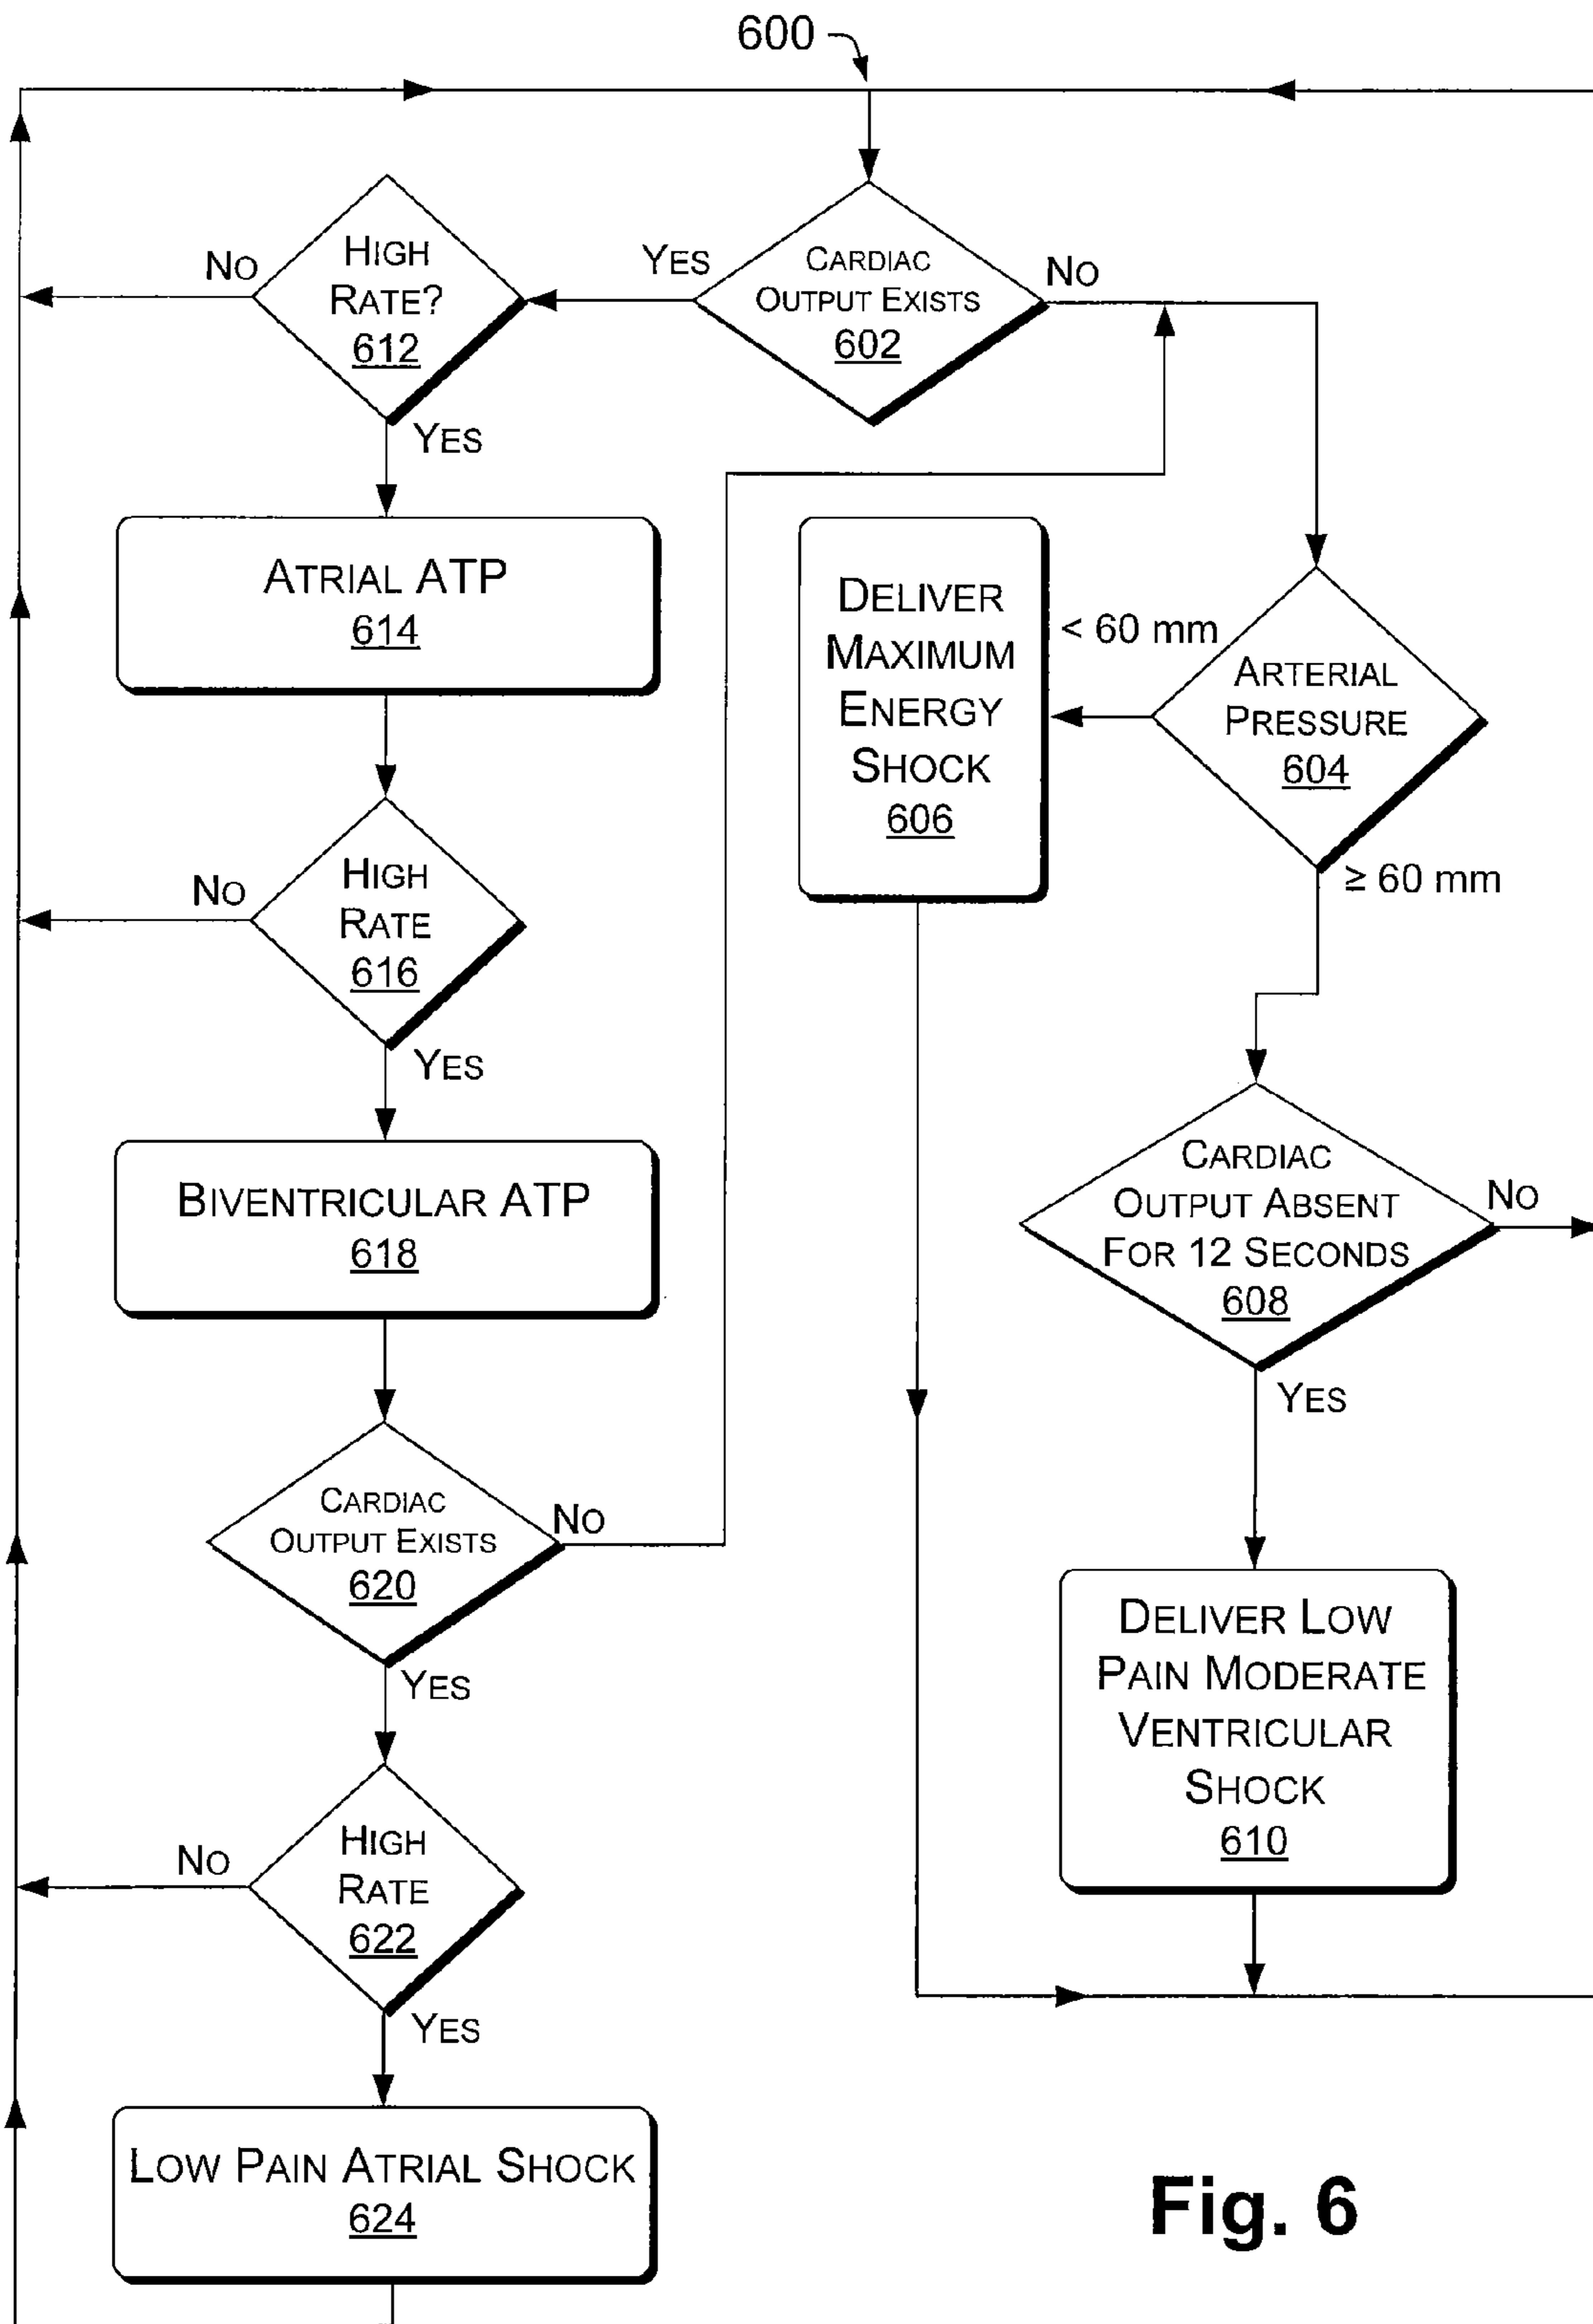 600
HIGH
RATE?
612
NO
YES
CARDIAC
OUTPUT EXISTS
602
YES
NO
ATRIAL ATP
614
DELIVER
MAXIMUM
ENERGY
SHOCK
606
< 60 mm
ARTERIAL
PRESSURE
604
≥ 60 mm
HIGH
RATE
616
NO
YES
BIVENTRICULAR ATP
618
CARDIAC
OUTPUT ABSENT
FOR 12 SECONDS
608
NO
YES
CARDIAC
OUTPUT EXISTS
620
NO
YES
DELIVER LOW
PAIN MODERATE
VENTRICULAR
SHOCK
610
HIGH
RATE
622
NO
YES
LOW PAIN ATRIAL SHOCK
624
Fig. 6